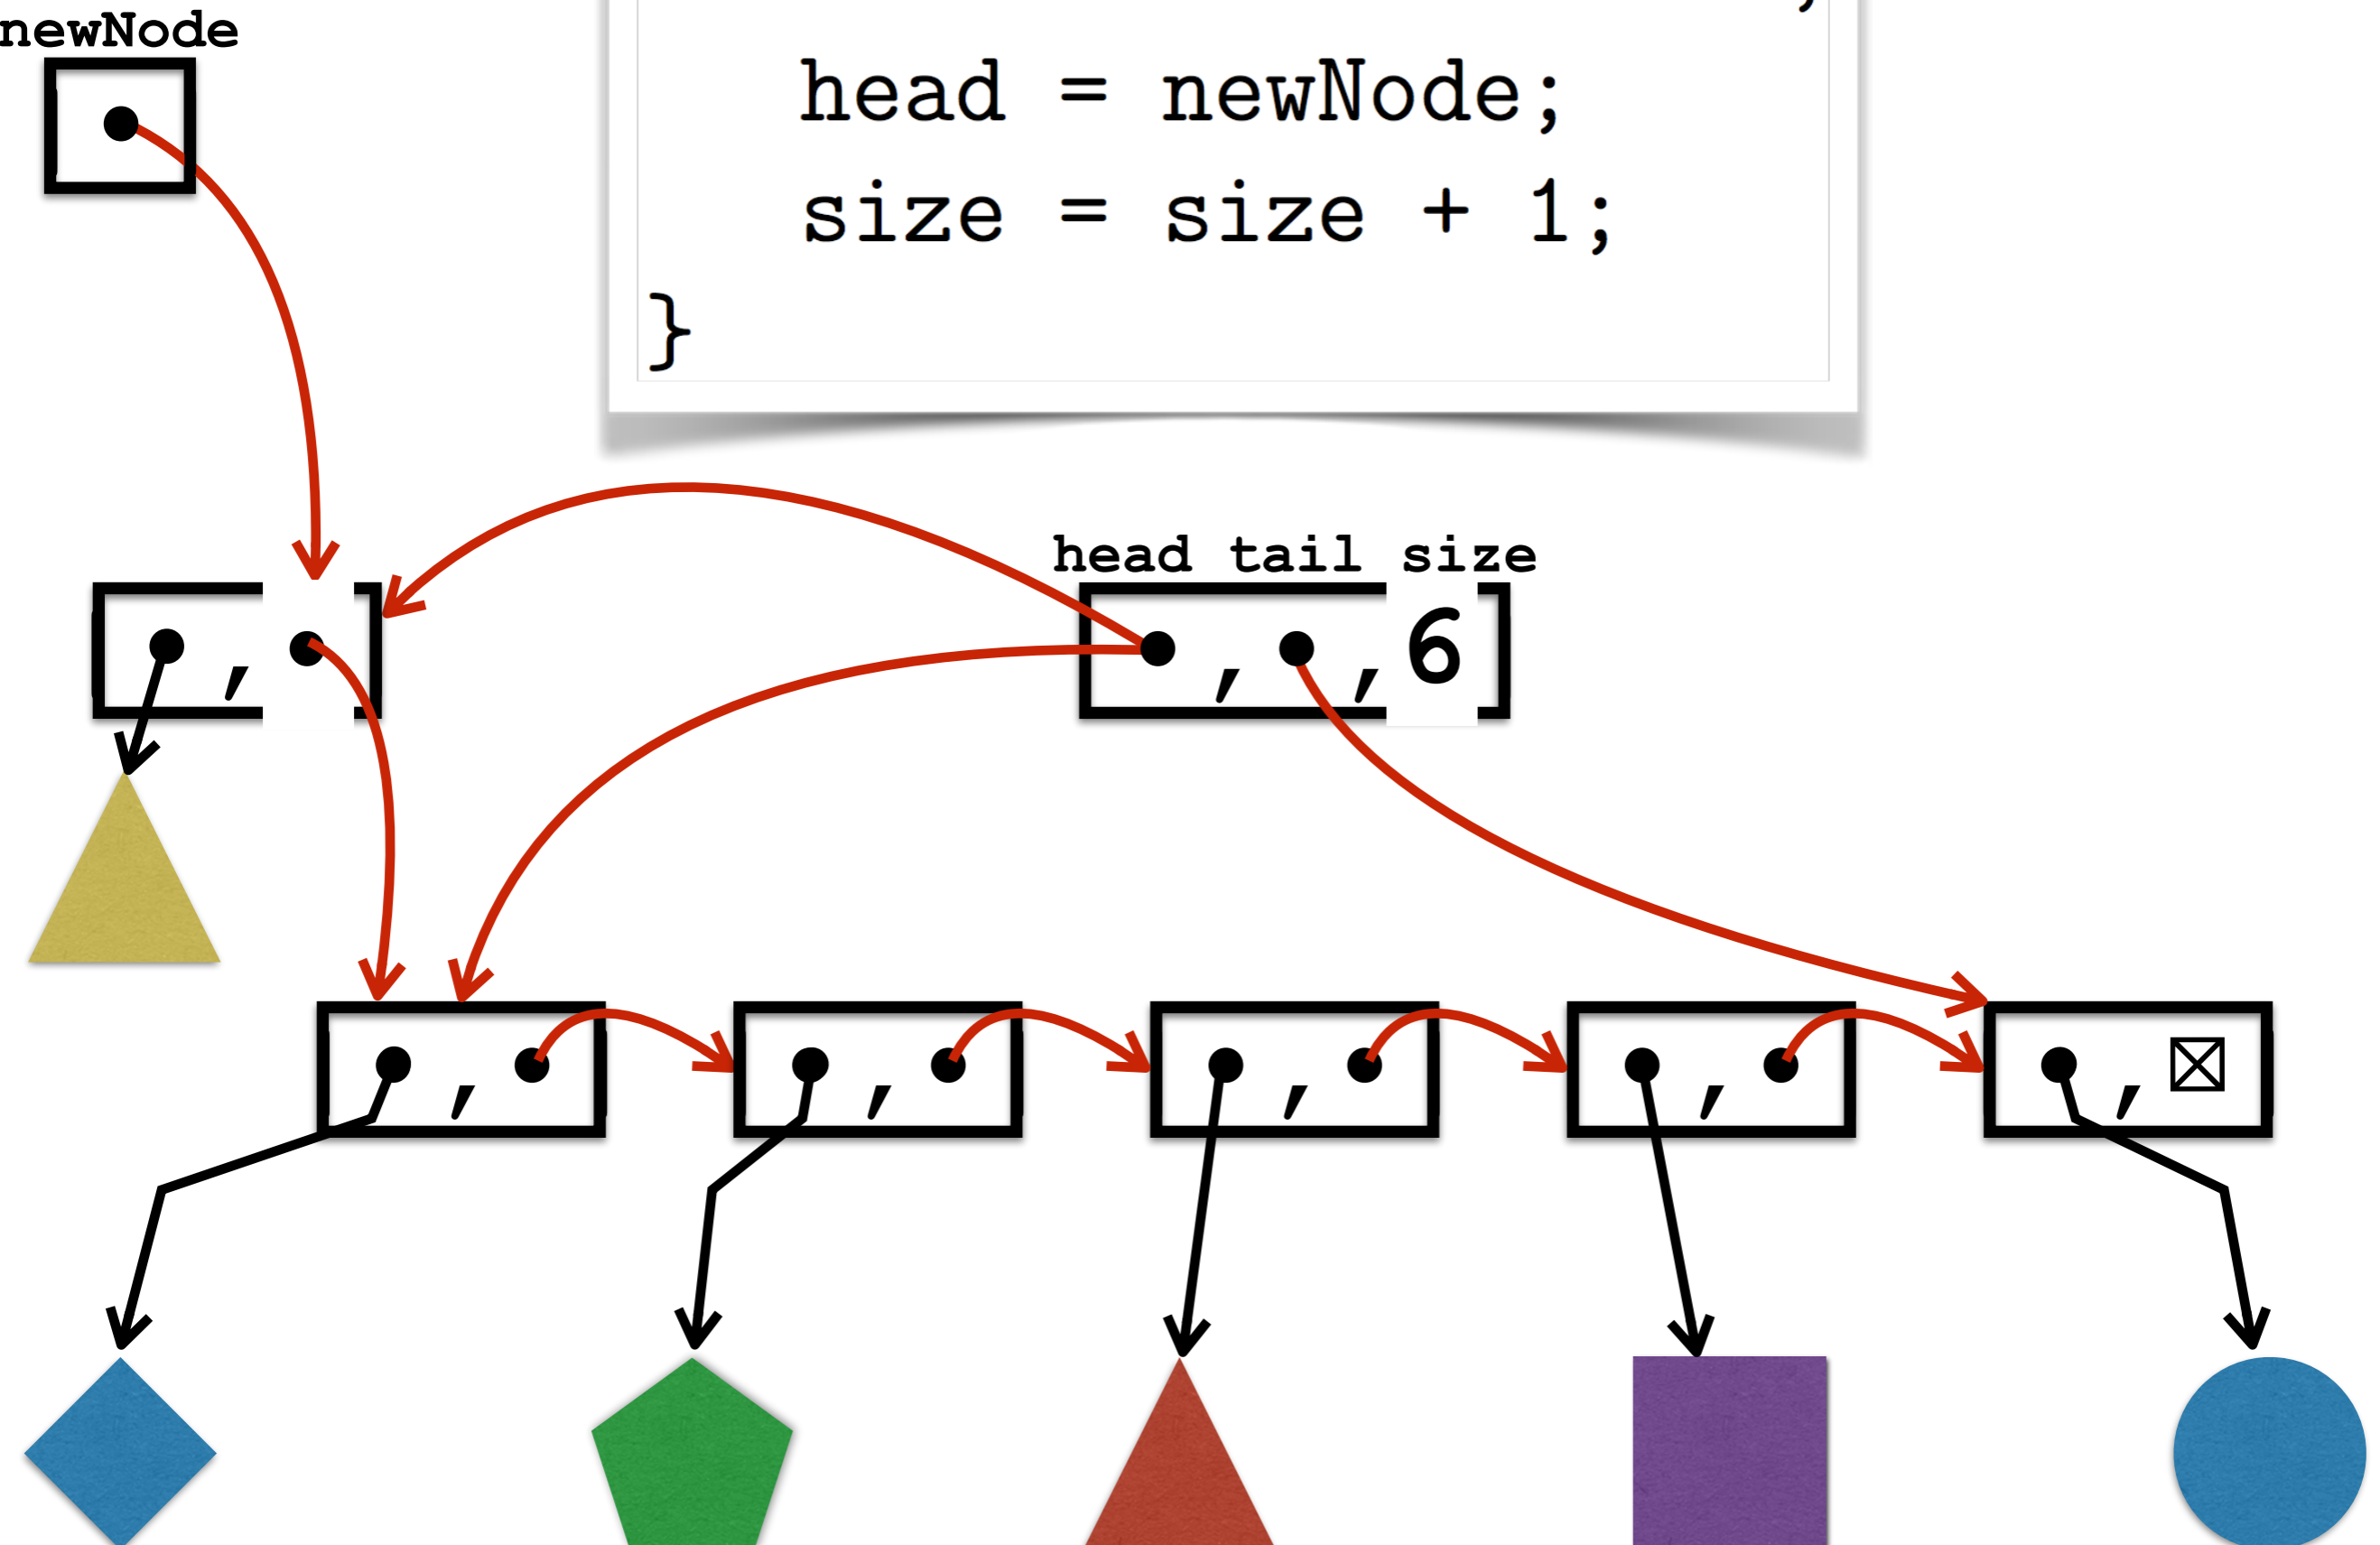 newNode
;
head = newNode;
size = size + 1;
}
head tail size
, , 6
,
, , , , ,